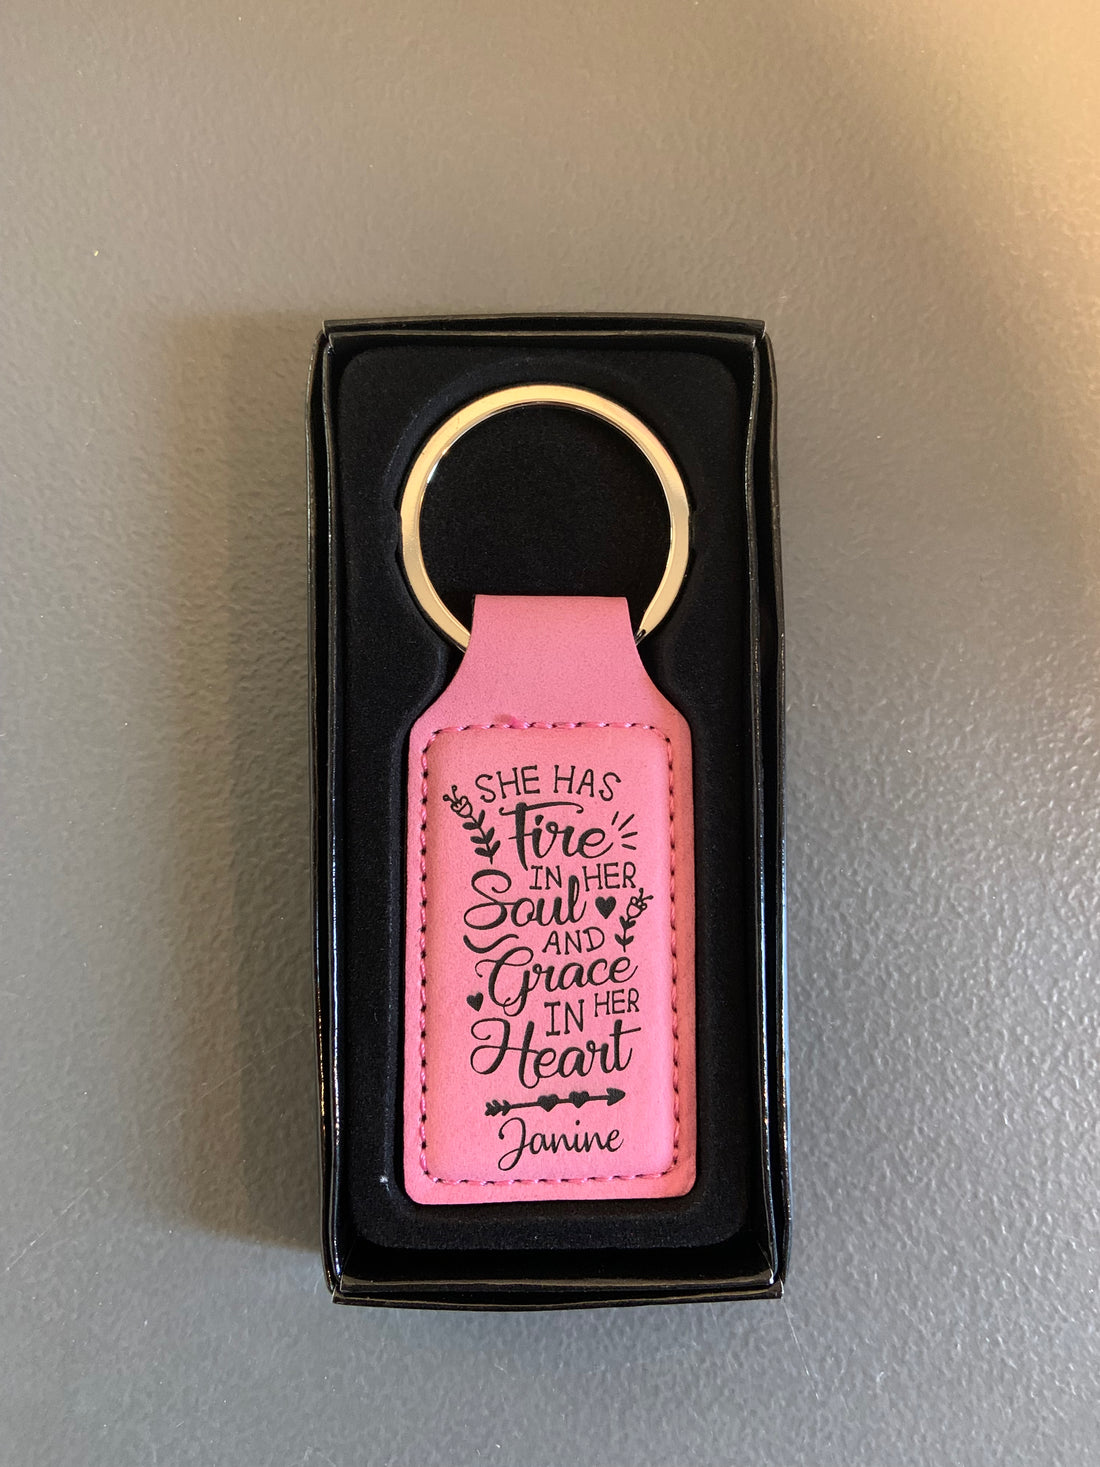 SHE HAS
Fire
IN HER
Soul
AND
Grace
IN HER
Heart
Janine